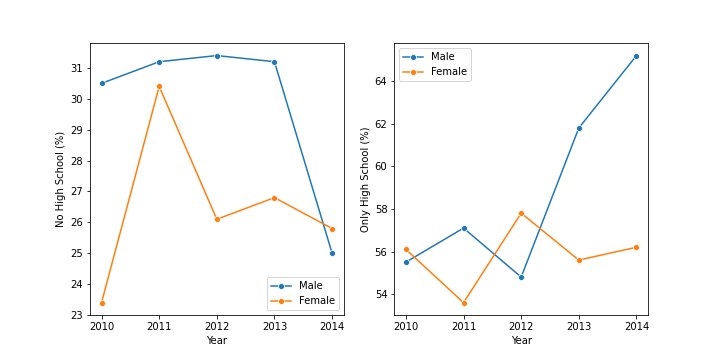 No High School (%)
31
30
29
28
27
26
25
24
23
2010 2011 2012 2013 2014
Year
Male
Female
Only High School (%)
64
62
60
58
56
54
2010 2011 2012 2013 2014
Year
Male
Female